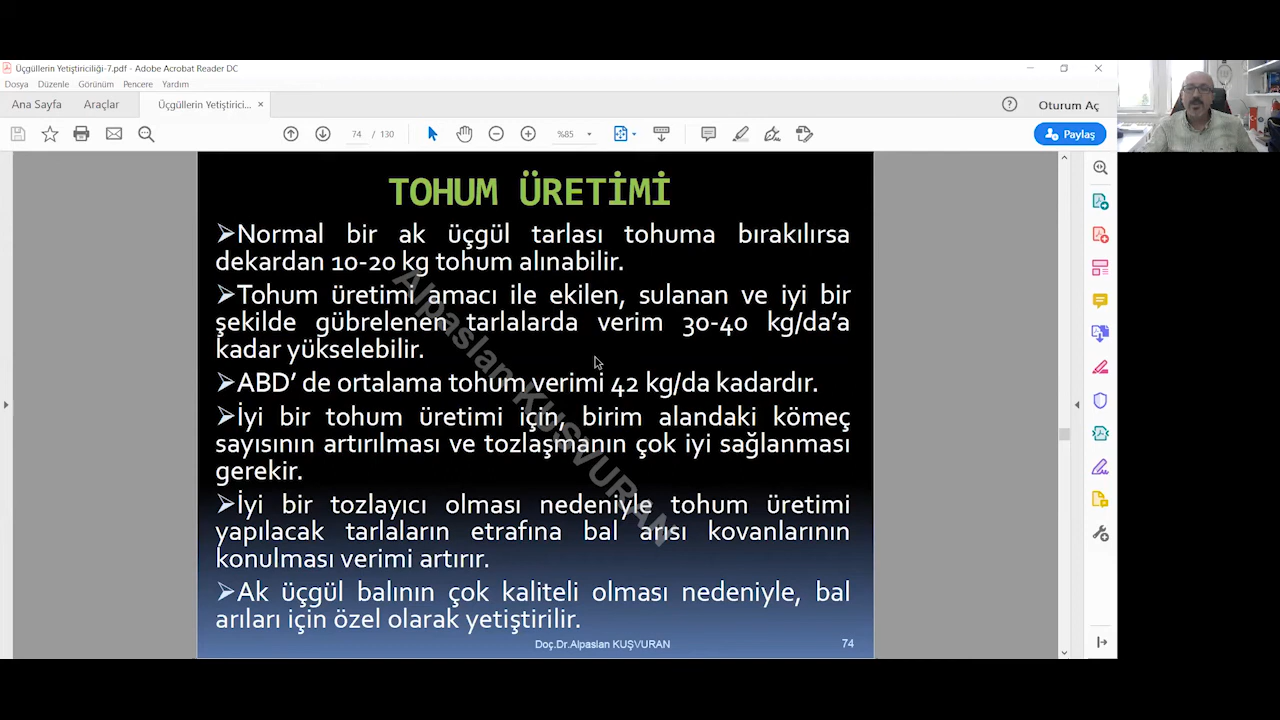 Üçgüllerin Yetiştiriciliği-7.pdf - Adobe Acrobat Reader DC
Dosya Düzenle Görünüm Pencere Yardım
Ana Sayfa Araçlar Üçgüllerin Yetiştirici... × Oturum Aç
74 / 130 %85 Paylaş
TOHUM ÜRETİMİ
➢Normal bir ak üçgül tarlası tohuma bırakılırsa
dekardan 10-20 kg tohum alınabilir.
➢Tohum üretimi amacı ile ekilen, sulanan ve iyi bir
şekilde gübrelenen tarlalarda verim 30-40 kg/da’a
kadar yükselebilir.
➢ABD’ de ortalama tohum verimi 42 kg/da kadardır.
➢İyi bir tohum üretimi için, birim alandaki kömeç
sayısının artırılması ve tozlaşmanın çok iyi sağlanması
gerekir.
➢İyi bir tozlayıcı olması nedeniyle tohum üretimi
yapılacak tarlaların etrafına bal arısı kovanlarının
konulması verimi artırır.
➢Ak üçgül balının çok kaliteli olması nedeniyle, bal
arıları için özel olarak yetiştirilir.
Alpaslan KUŞVURAN
Doç.Dr.Alpaslan KUŞVURAN 74